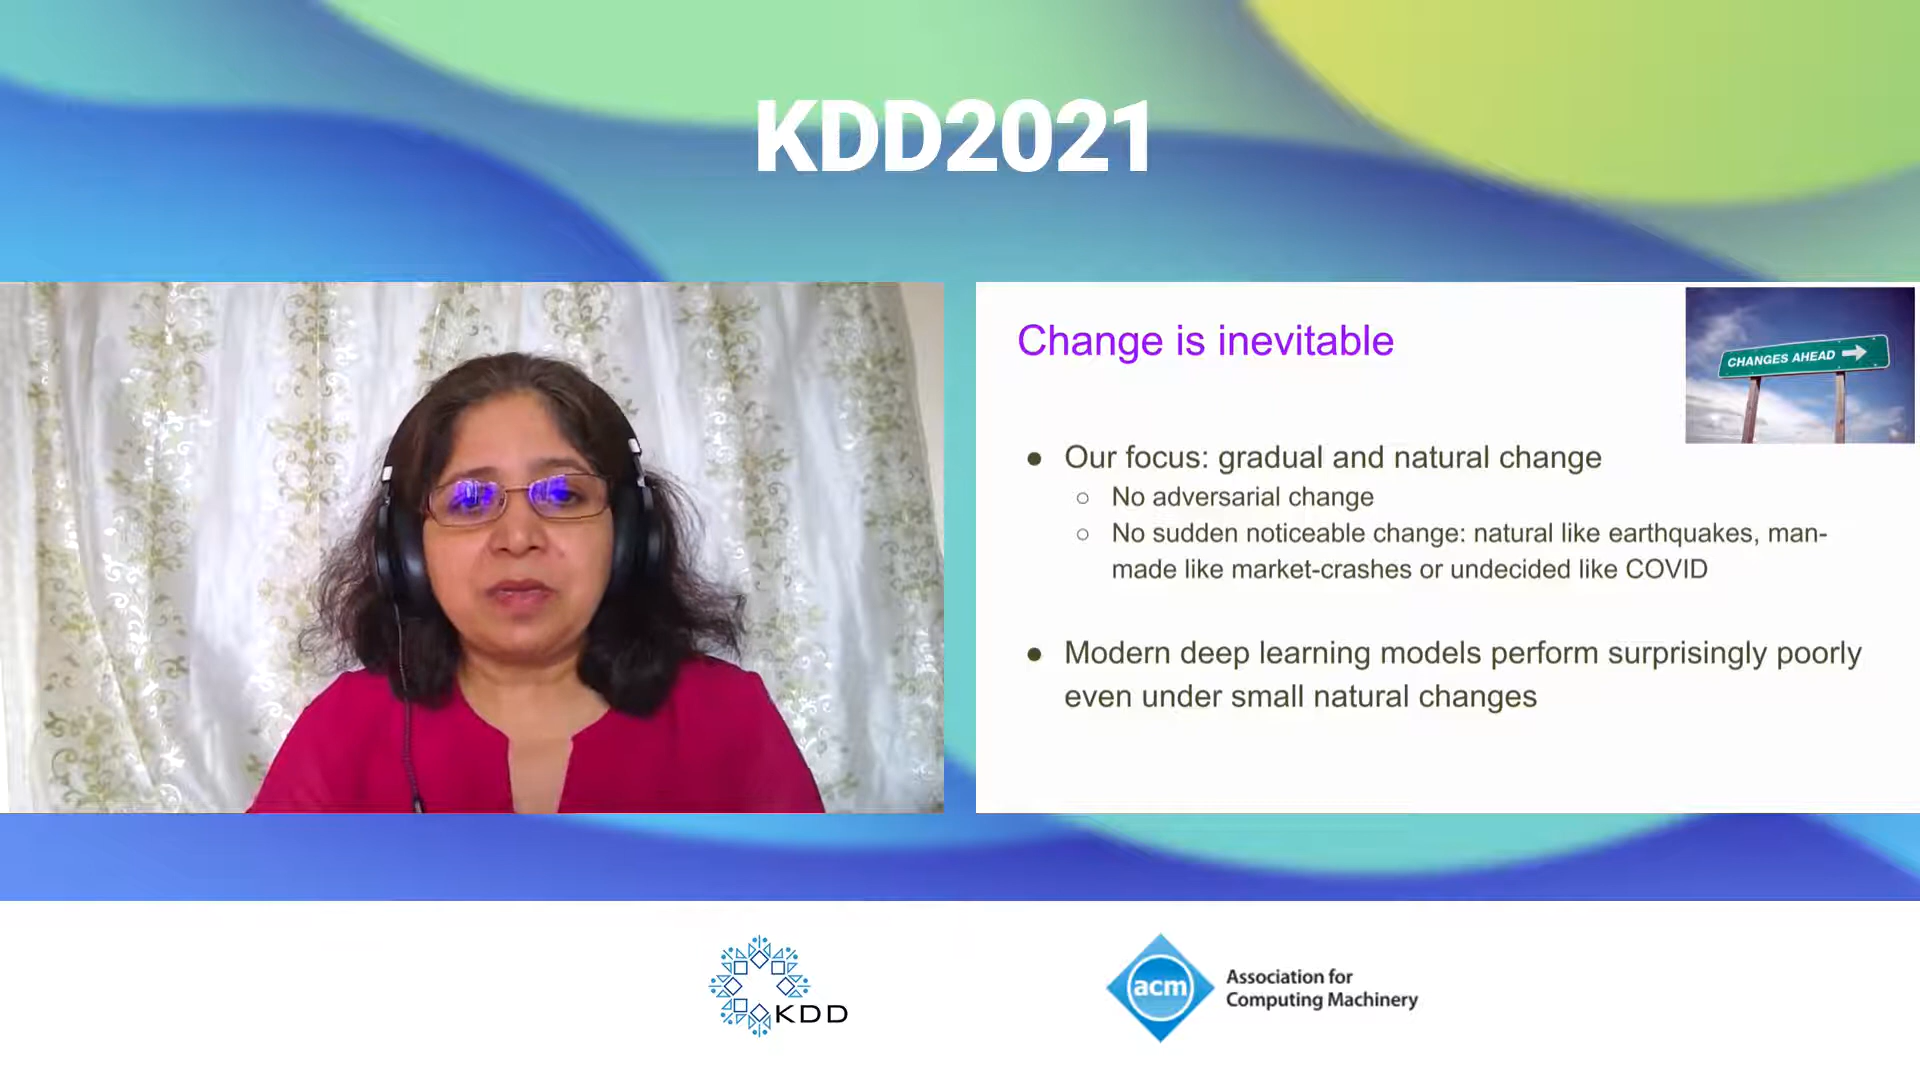 KDD2021
Change is inevitable
CHANGES AHEAD
● Our focus: gradual and natural change
○ No adversarial change
○ No sudden noticeable change: natural like earthquakes, man-
made like market-crashes or undecided like COVID
● Modern deep learning models perform surprisingly poorly
even under small natural changes
KDD
acm
Association for
Computing Machinery